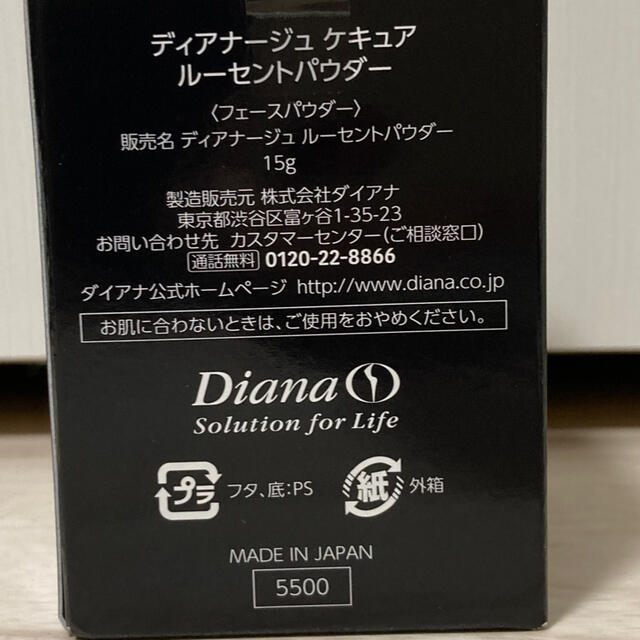 ディアナージュ ケキュア
ルーセントパウダー
〈フェースパウダー〉
販売名 ディアナージュ ルーセントパウダー
15g
製造販売元 株式会社ダイアナ
東京都渋谷区富ヶ谷1-35-23
お問い合わせ先 カスタマーセンター(ご相談窓口)
通話無料 0120-22-8866
ダイアナ公式ホームページ http://www.diana.co.jp
お肌に合わないときは、ご使用をおやめください。
Diana
Solution for Life
プラ フタ、底:PS 紙 外箱
MADE IN JAPAN
5500